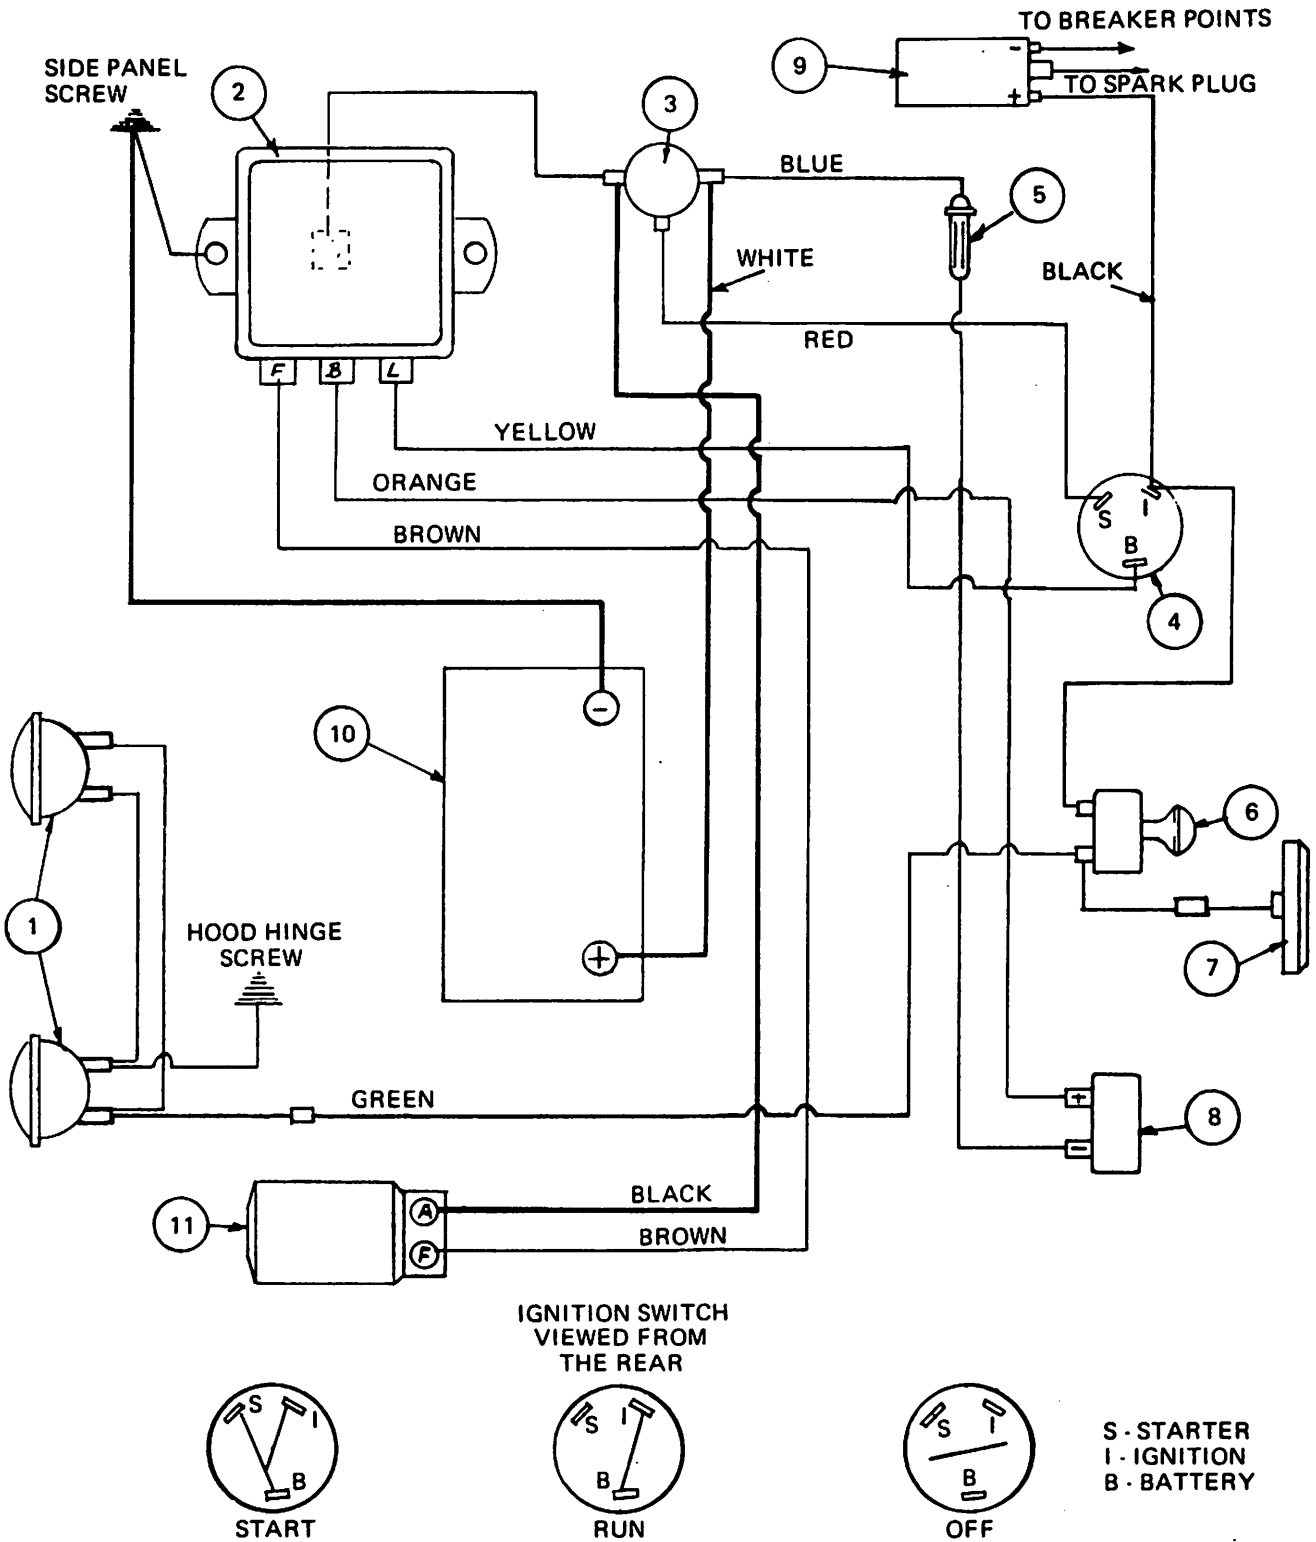 TO BREAKER POINTS
SIDE PANEL
SCREW
2
3
9
-
+
TO SPARK PLUG
BLUE
5
WHITE
BLACK
RED
F B L
YELLOW
ORANGE
BROWN
S I
B
4
-
10
6
1
HOOD HINGE
SCREW
+
7
GREEN
+
-
8
11
A
F
BLACK
BROWN
IGNITION SWITCH
VIEWED FROM
THE REAR
S I
B
START
S I
B
RUN
S I
B
OFF
S - STARTER
I - IGNITION
B - BATTERY